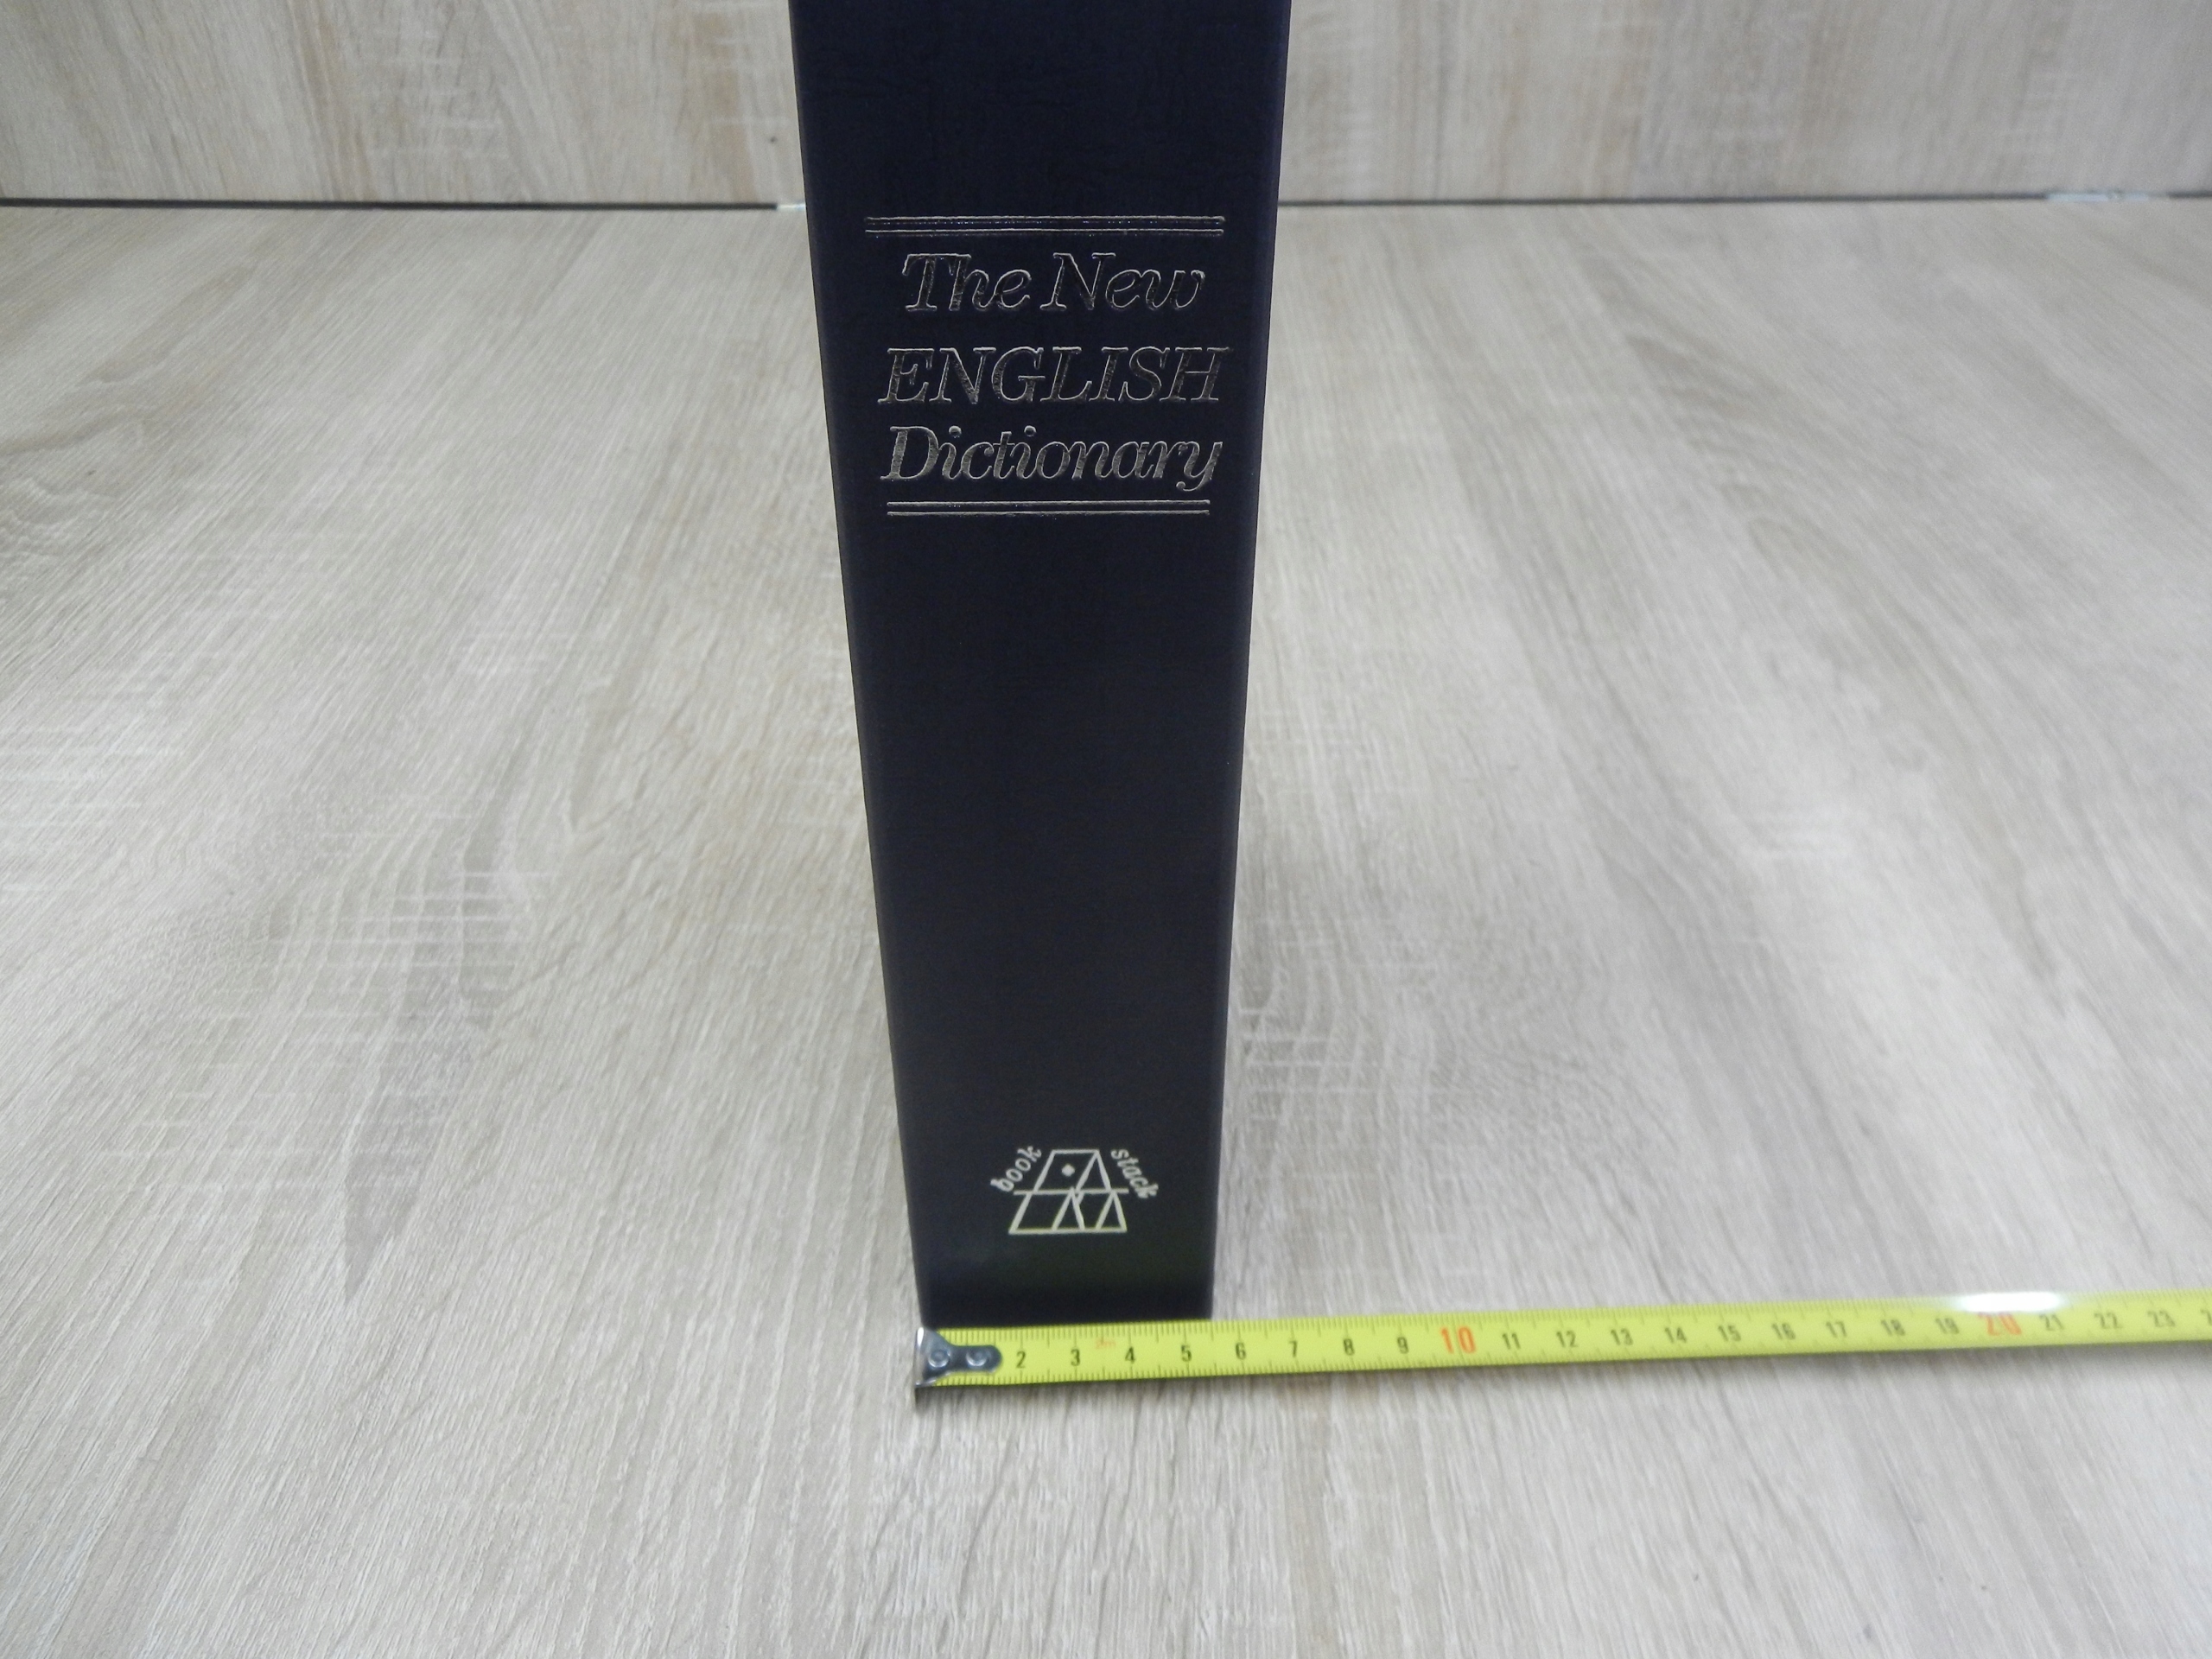 The New
ENGLISH
Dictionary
book stack
2 3 2m 4 5 6 7 8 9 10 11 12 13 14 15 16 17 18 19 20 21 22 23